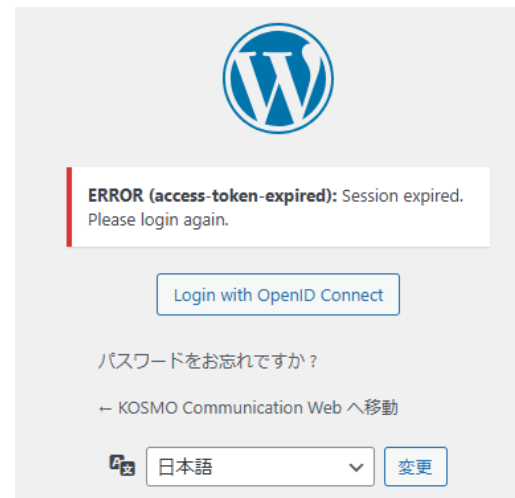 ERROR (access-token-expired): Session expired.
Please login again.
Login with OpenID Connect
パスワードをお忘れですか ?
← KOSMO Communication Web へ移動
日本語
変更